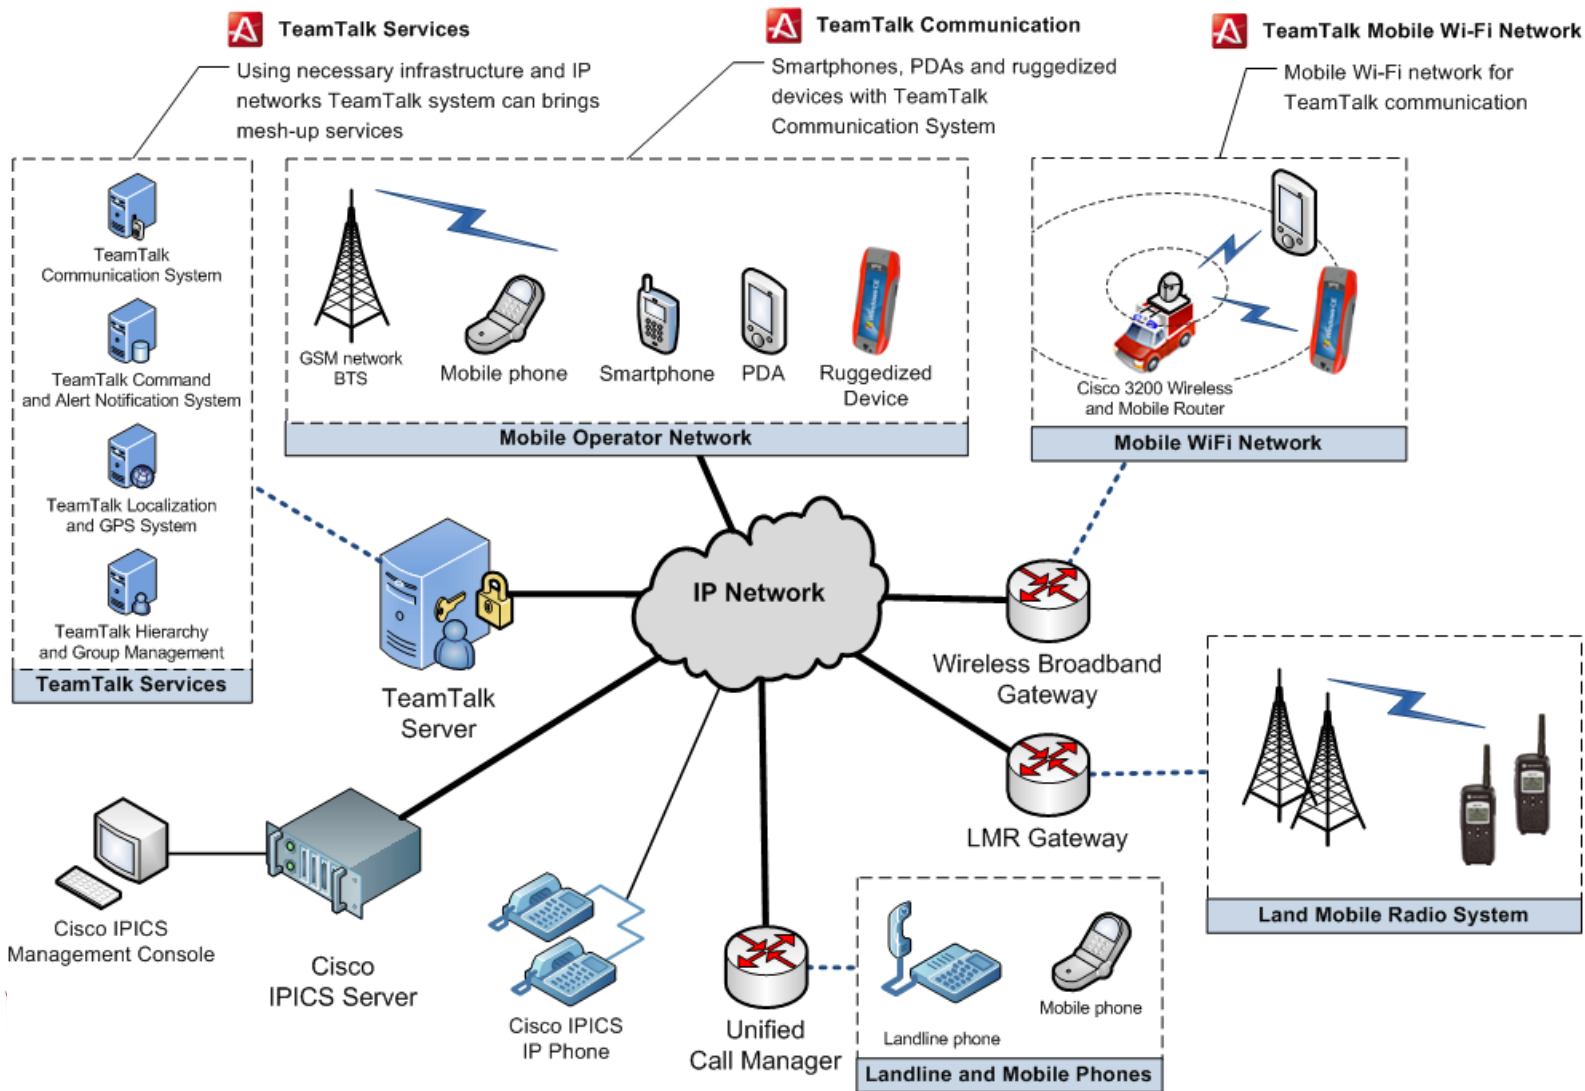 TeamTalk Services
Using necessary infrastructure and IP
networks TeamTalk system can brings
mesh-up services
TeamTalk Communication
Smartphones, PDAs and ruggedized
devices with TeamTalk
Communication System
TeamTalk Mobile Wi-Fi Network
Mobile Wi-Fi network for
TeamTalk communication
TeamTalk
Communication System
TeamTalk Command
and Alert Notification System
TeamTalk Localization
and GPS System
TeamTalk Hierarchy
and Group Management
TeamTalk Services
GSM network
BTS
Mobile phone
Smartphone
PDA
Ruggedized
Device
Windows CE
Mobile Operator Network
Cisco 3200 Wireless
and Mobile Router
Mobile WiFi Network
IP Network
TeamTalk
Server
Wireless Broadband
Gateway
LMR Gateway
Land Mobile Radio System
Cisco IPICS
Management Console
Cisco
IPICS Server
Cisco IPICS
IP Phone
Unified
Call Manager
Landline phone
Mobile phone
Landline and Mobile Phones